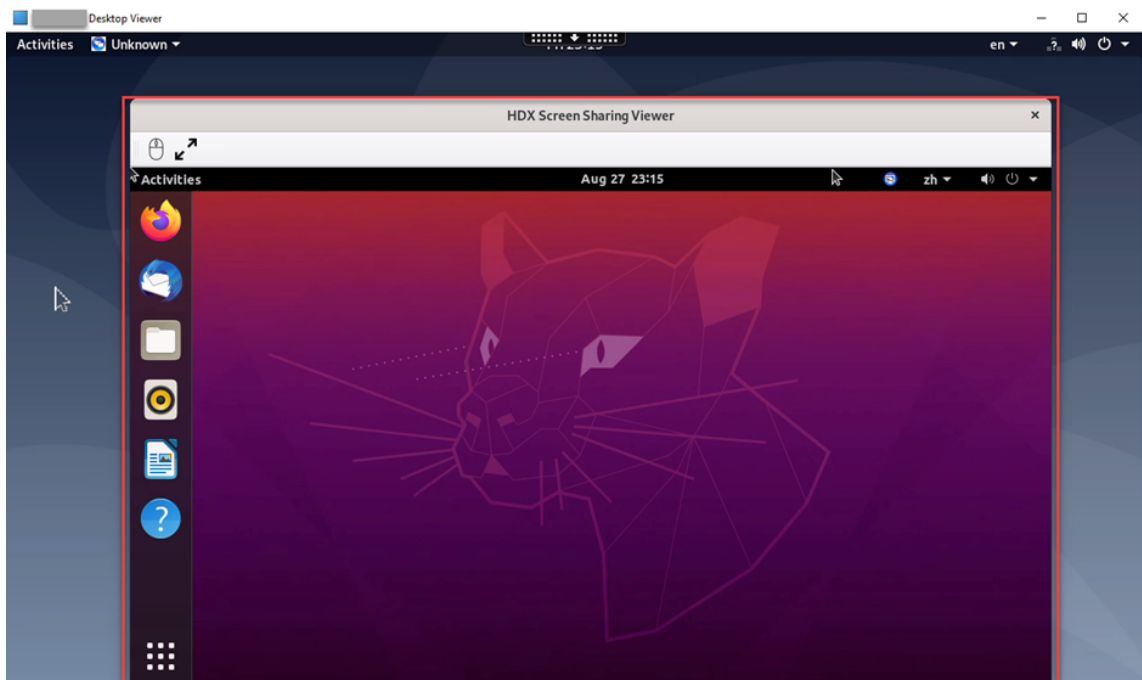 Desktop Viewer
Activities Unknown en
HDX Screen Sharing Viewer
Activities Aug 27 23:15 zh
?